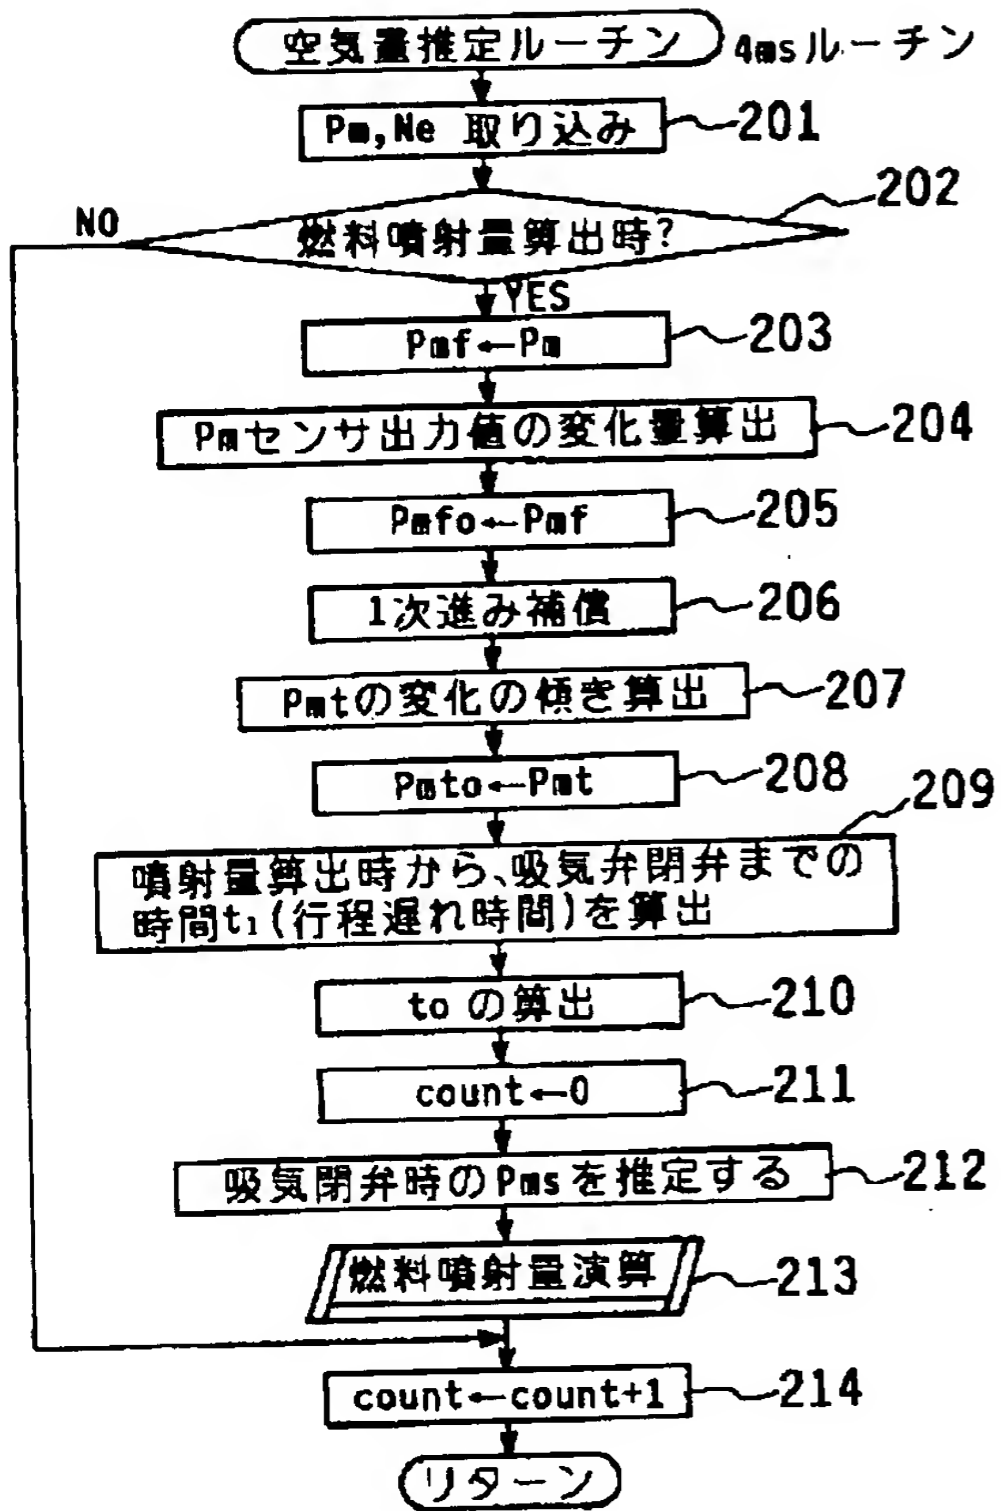 空気量推定ルーチン 4msルーチン
Pm,Ne 取り込み 201
燃料噴射量算出時? 202
NO
YES
Pmf←Pm 203
Pmセンサ出力値の変化量算出 204
Pmfo←Pmf 205
1次進み補償 206
Pmtの変化の傾き算出 207
Pmto←Pmt 208
209
噴射量算出時から、吸気弁閉弁までの
時間t1(行程遅れ時間)を算出
toの算出 210
count←0 211
吸気閉弁時のPmsを推定する 212
燃料噴射量演算 213
count←count+1 214
リターン